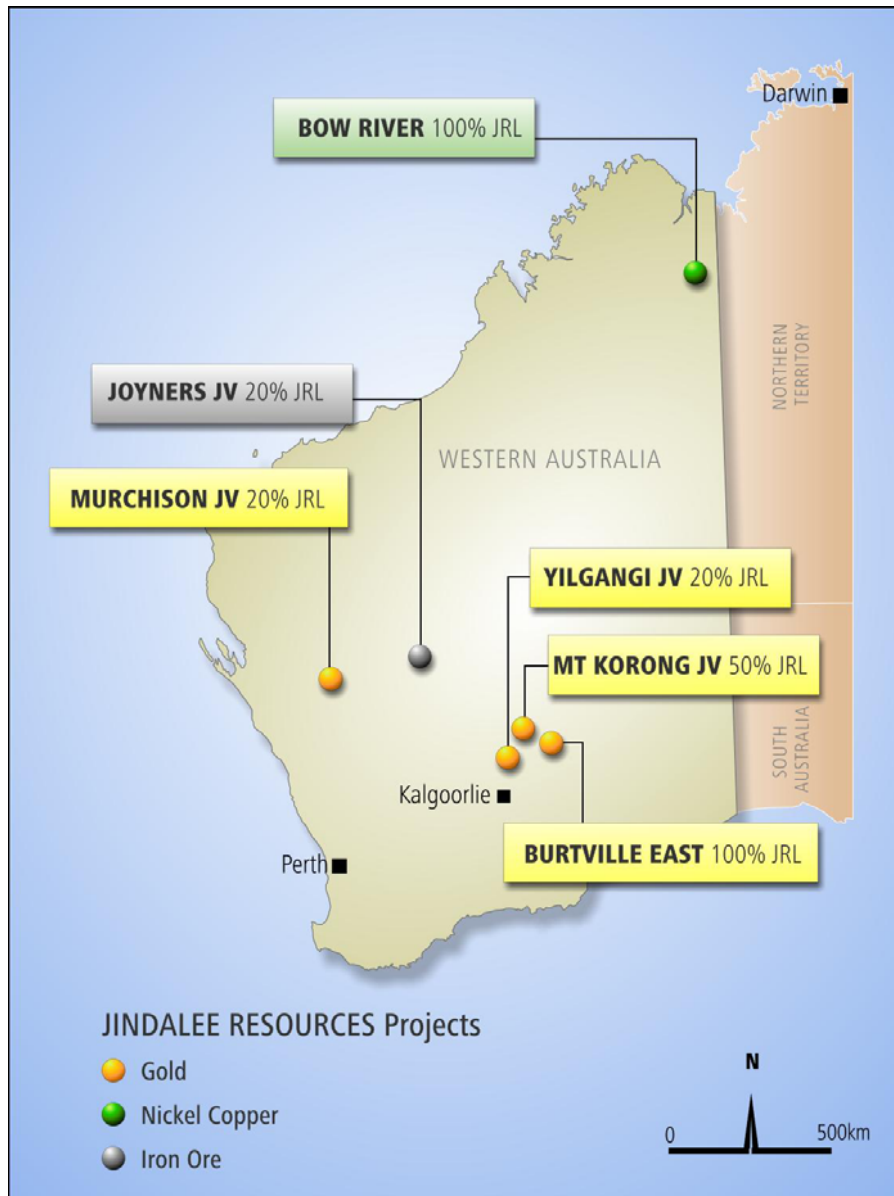 Darwin
BOW RIVER 100% JRL
NORTHERN
TERRITORY
JOYNERS JV 20% JRL
WESTERN AUSTRALIA
MURCHISON JV 20% JRL
YILGANGI JV 20% JRL
MT KORONG JV 50% JRL
SOUTH
AUSTRALIA
Kalgoorlie
BURTVILLE EAST 100% JRL
Perth
JINDALEE RESOURCES Projects
Gold
Nickel Copper
Iron Ore
N
0 500km